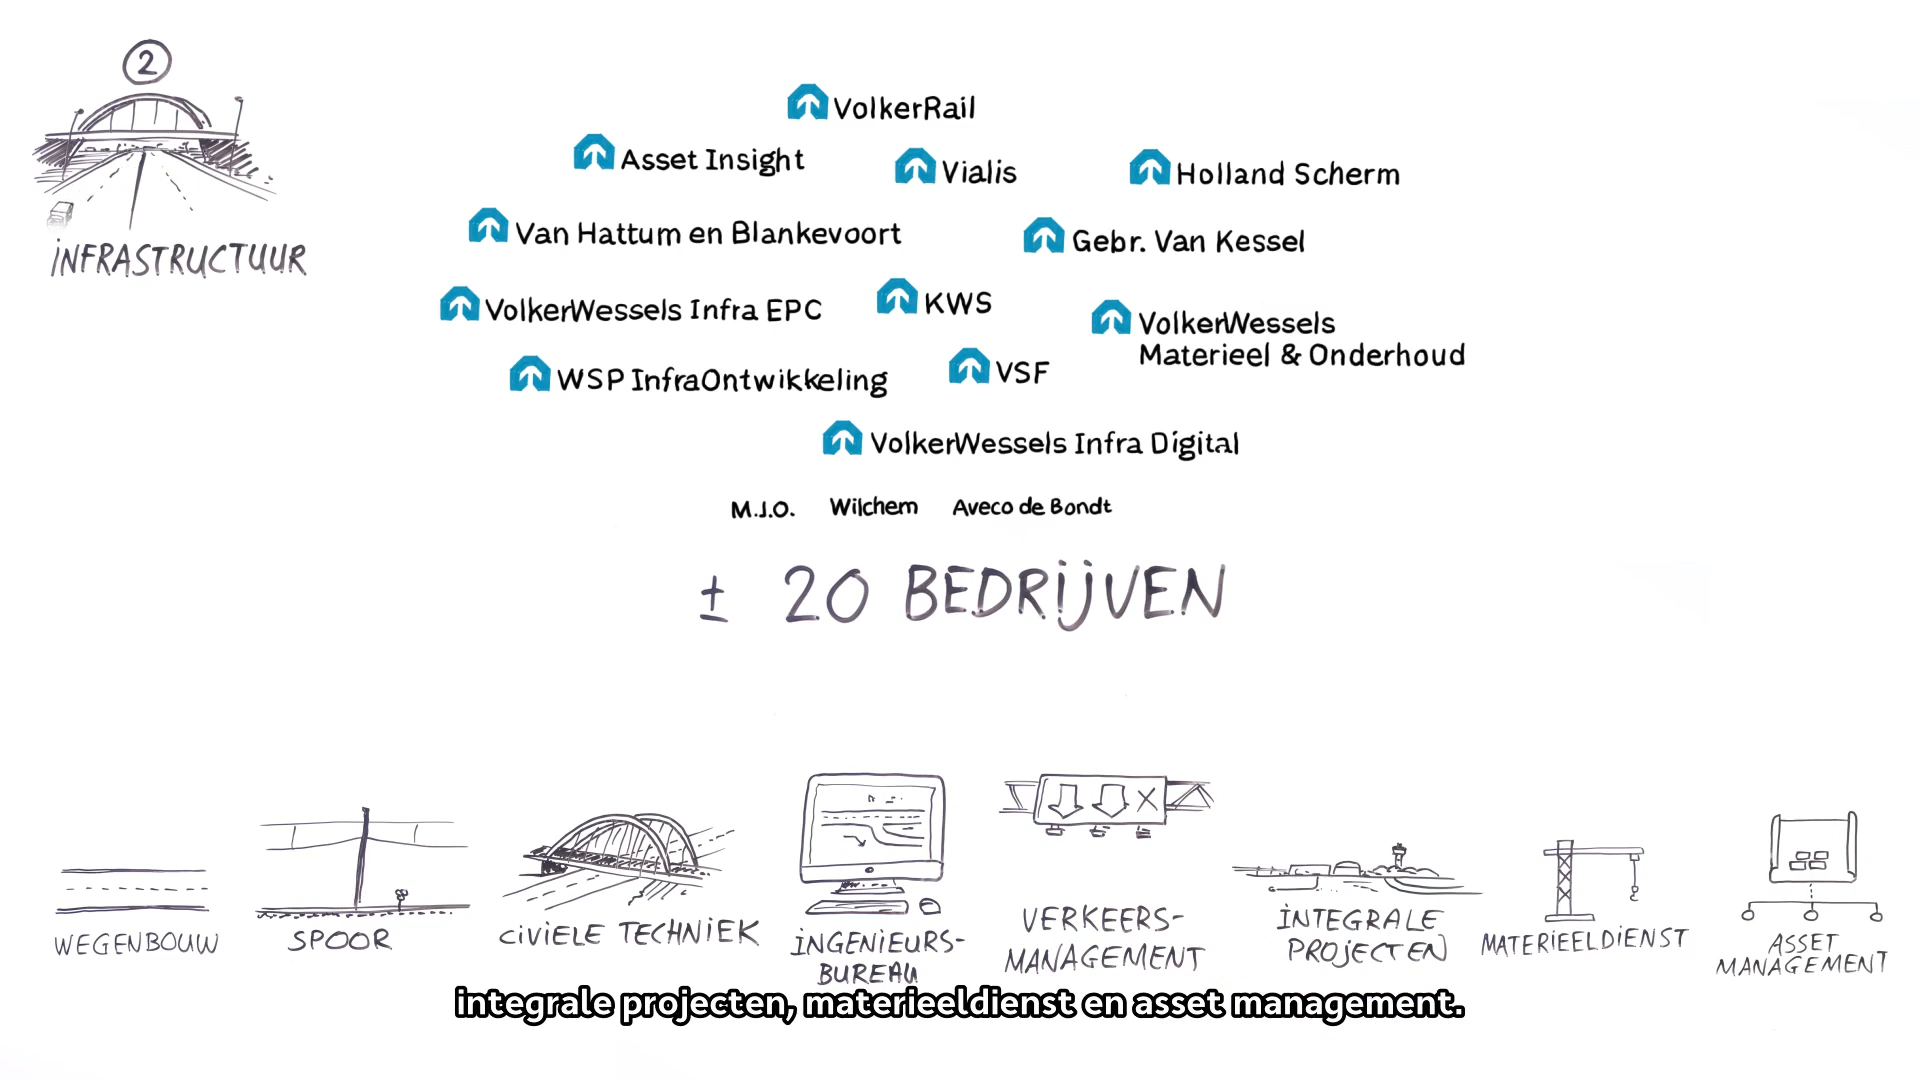 2
INFRASTRUCTUUR
VolkerRail
Asset Insight
Vialis
Holland Scherm
Van Hattum en Blankevoort
Gebr. Van Kessel
VolkerWessels Infra EPC
KWS
VolkerWessels
Materieel & Onderhoud
WSP InfraOntwikkeling
VSF
VolkerWessels Infra Digital
M.J.O. Wilchem Aveco de Bondt
± 20 BEDRIJVEN
WEGENBOUW
SPOOR
CIVIELE TECHNIEK
INGENIEURS-
BUREAU
VERKEERS-
MANAGEMENT
INTEGRALE
PROJECTEN
MATERIEELDIENST
ASSET
MANAGEMENT
integrale projecten, materieeldienst en asset management.